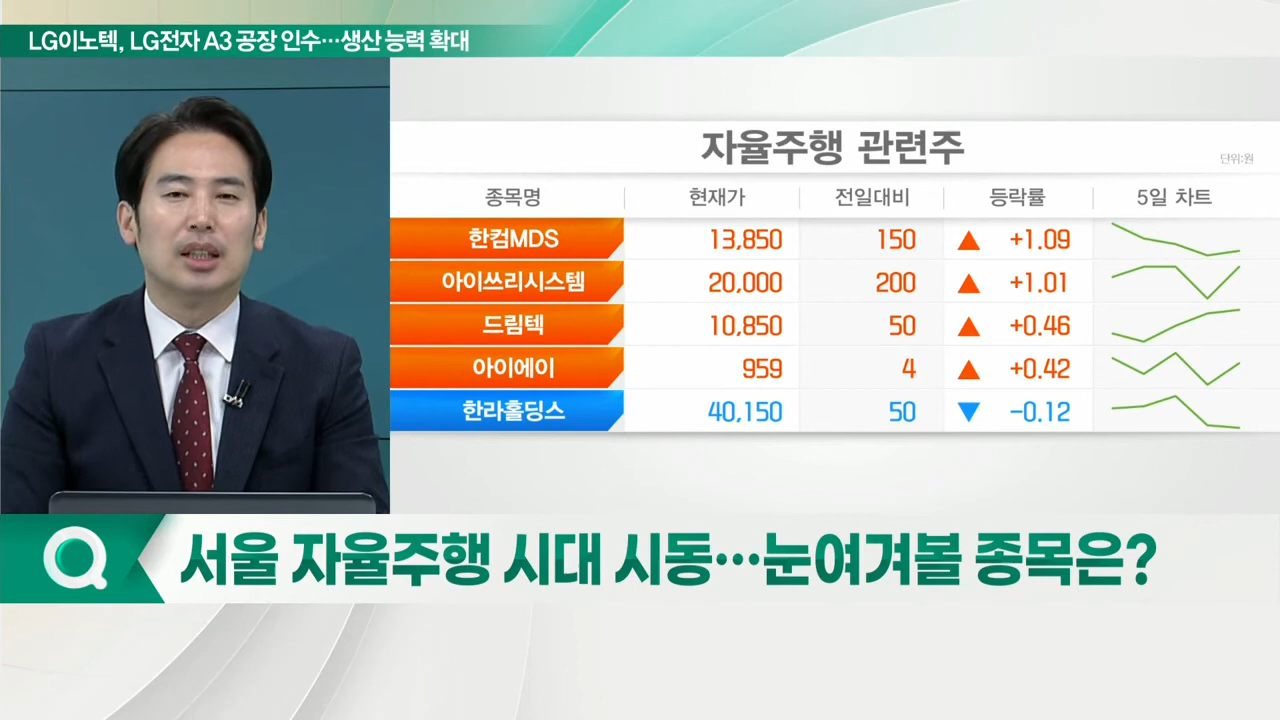 LG이노텍, LG전자 A3 공장 인수…생산 능력 확대
자율주행 관련주
단위:원
종목명 현재가 전일대비 등락률 5일 차트
한컴MDS 13,850 150 ▲ +1.09
아이쓰리시스템 20,000 200 ▲ +1.01
드림텍 10,850 50 ▲ +0.46
아이에이 959 4 ▲ +0.42
한라홀딩스 40,150 50 ▼ -0.12
서울 자율주행 시대 시동…눈여겨볼 종목은?